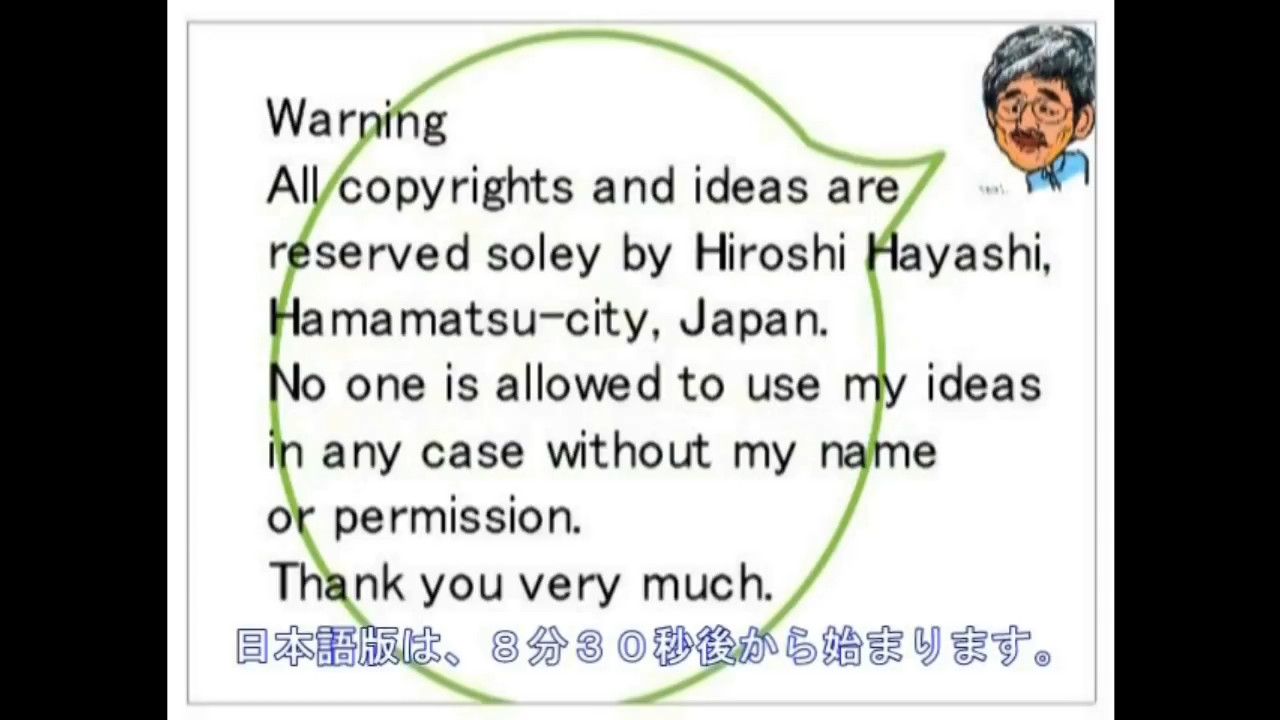 Warning
All copyrights and ideas are
reserved soley by Hiroshi Hayashi,
Hamamatsu-city, Japan.
No one is allowed to use my ideas
in any case without my name
or permission.
Thank you very much.
日本語版は、８分３０秒後から始まります。